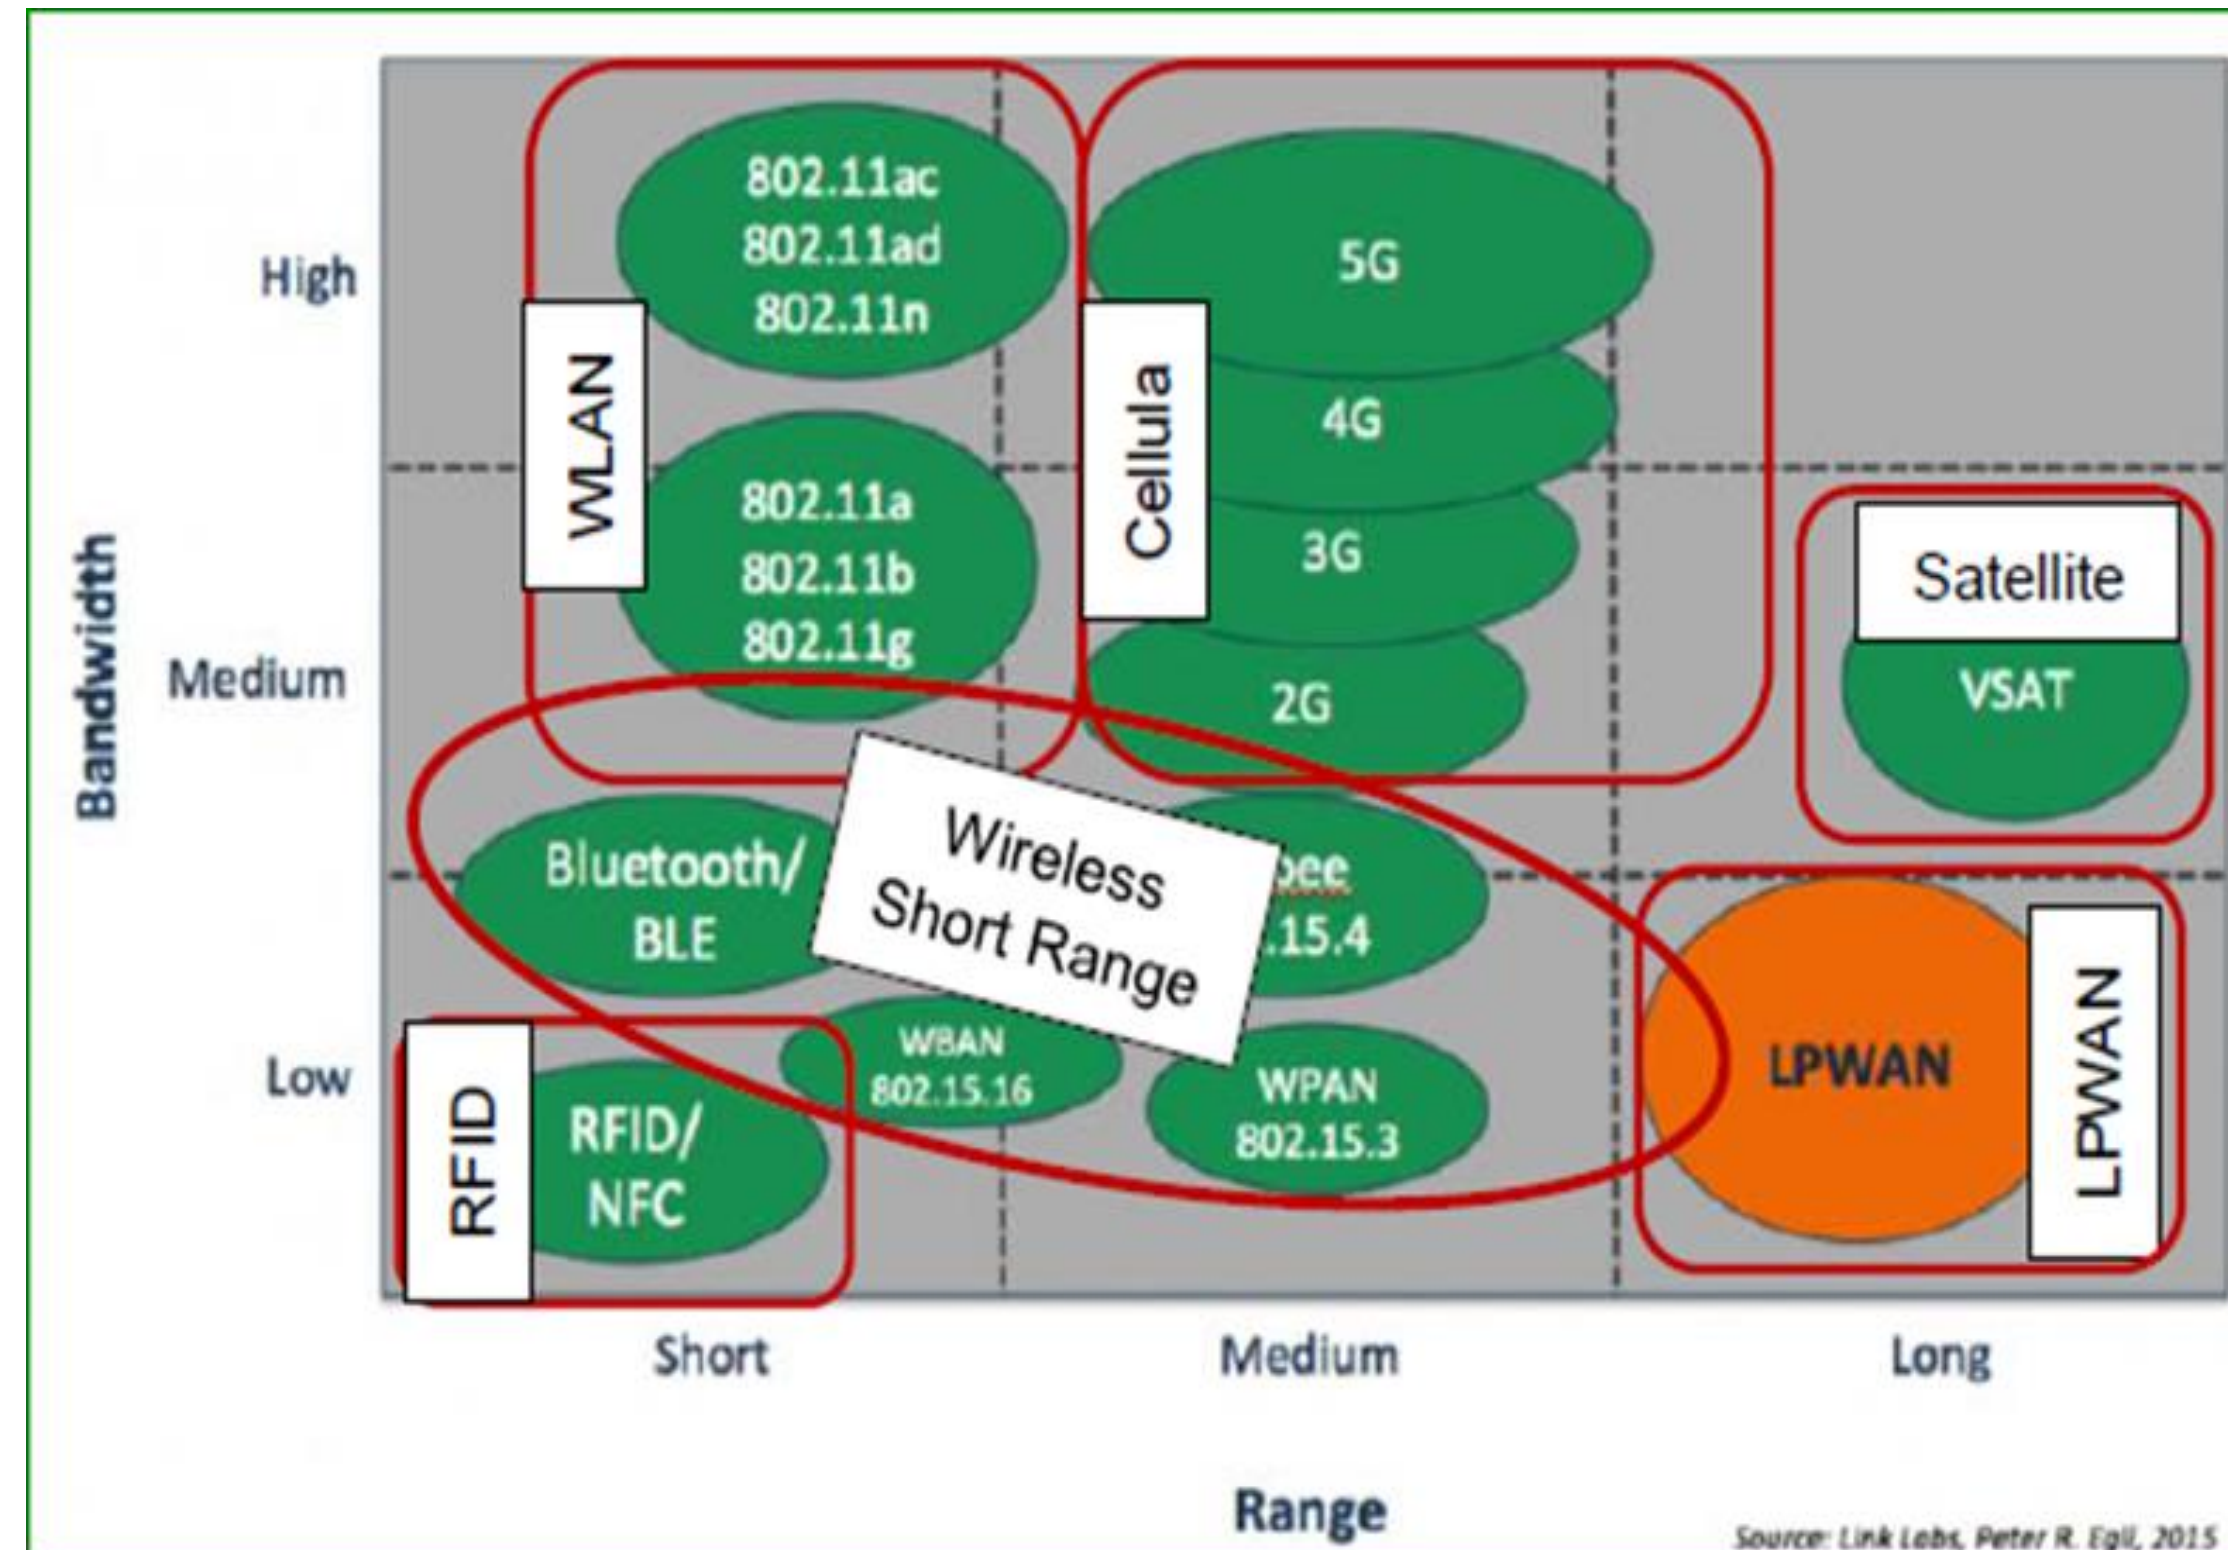 802.11ac
802.11ad
802.11n
5G
High
WLAN
Cellula
4G
802.11a
802.11b
802.11g
3G
Satellite
Bandwidth
Medium
2G
VSAT
Wireless
Short Range
Bluetooth/
BLE
bee
.15.4
Low
RFID
RFID/
NFC
WBAN
802.15.16
WPAN
802.15.3
LPWAN
LPWAN
Short
Medium
Long
Range
Source: Link Labs, Peter R. Egli, 2015